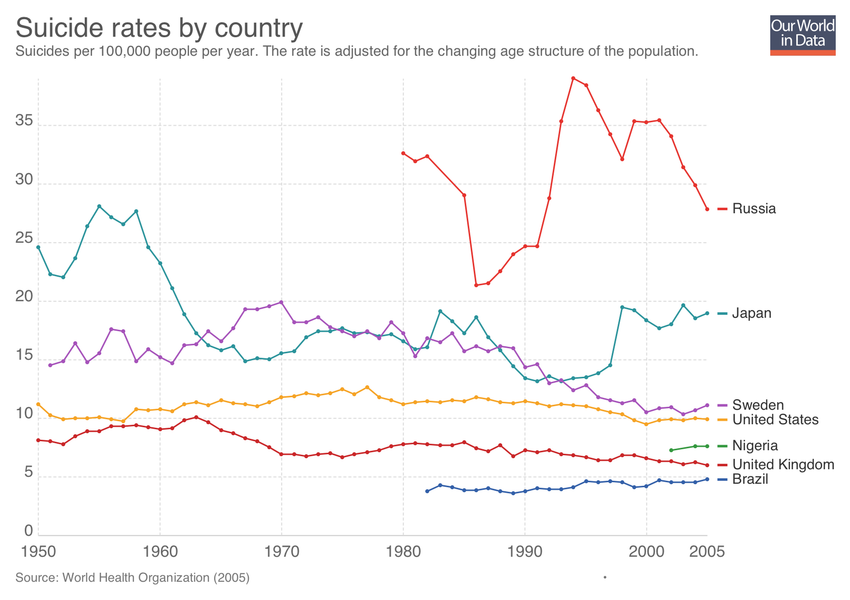 Suicide rates by country
Suicides per 100,000 people per year. The rate is adjusted for the changing age structure of the population.
Our World
in Data
35
30
25
20
15
10
5
0
Russia
Japan
Sweden
United States
Nigeria
United Kingdom
Brazil
1950 1960 1970 1980 1990 2000 2005
Source: World Health Organization (2005)